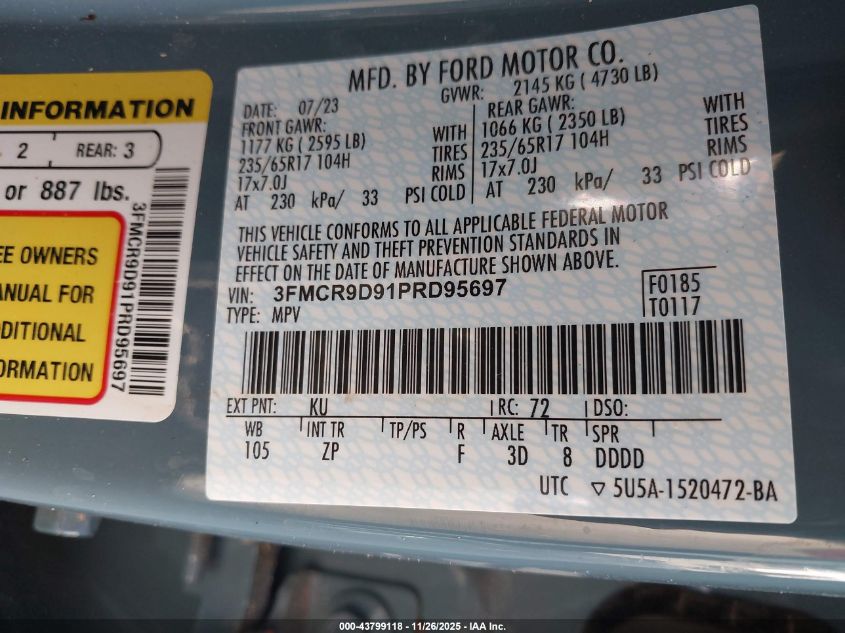 INFORMATION
2 REAR: 3
or 887 lbs.
EE OWNERS
ANUAL FOR
DITIONAL
ORMATION
3FMCR9D91PRD95697
MFD. BY FORD MOTOR CO.
DATE: 07/23 GVWR: 2145 KG ( 4730 LB)
FRONT GAWR: REAR GAWR:
1177 KG ( 2595 LB) WITH 1066 KG ( 2350 LB) WITH
235/65R17 104H TIRES 235/65R17 104H TIRES
17x7.0J RIMS 17x7.0J RIMS
AT 230 kPa/ 33 PSI COLD AT 230 kPa/ 33 PSI COLD
THIS VEHICLE CONFORMS TO ALL APPLICABLE FEDERAL MOTOR
VEHICLE SAFETY AND THEFT PREVENTION STANDARDS IN
EFFECT ON THE DATE OF MANUFACTURE SHOWN ABOVE.
VIN: 3FMCR9D91PRD95697 F0185
TYPE: MPV T0117
EXT PNT: KU RC: 72 DSO:
WB INT TR TP/PS R AXLE TR SPR
105 ZP F 3D 8 DDDD
UTC ▽ 5U5A-1520472-BA
000-43799118 - 11/26/2025 - IAA Inc.